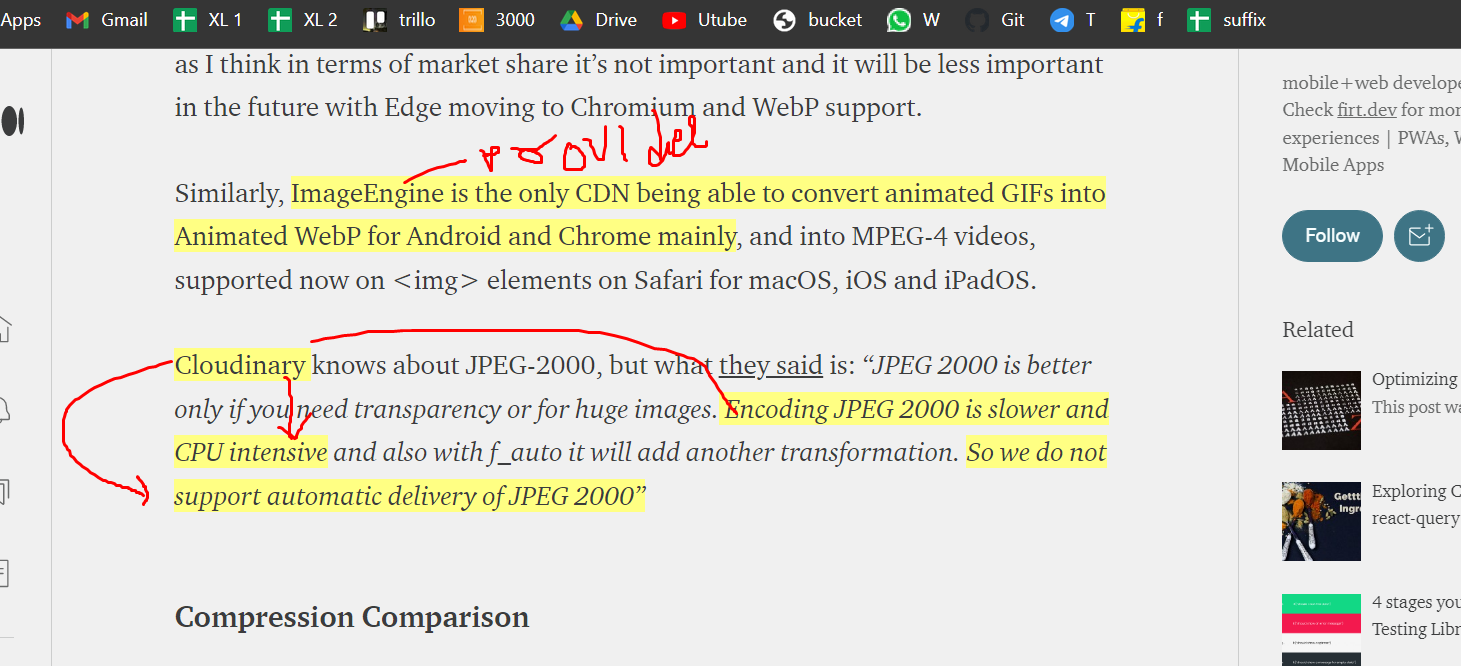 Apps Gmail XL 1 XL 2 trillo 3000 Drive Utube bucket W Git T f suffix
as I think in terms of market share it’s not important and it will be less important
in the future with Edge moving to Chromium and WebP support.
provider
Similarly, ImageEngine is the only CDN being able to convert animated GIFs into
Animated WebP for Android and Chrome mainly, and into MPEG-4 videos,
supported now on <img> elements on Safari for macOS, iOS and iPadOS.
Cloudinary knows about JPEG-2000, but what they said is: “JPEG 2000 is better
only if you need transparency or for huge images. Encoding JPEG 2000 is slower and
CPU intensive and also with f_auto it will add another transformation. So we do not
support automatic delivery of JPEG 2000”
Compression Comparison
mobile+web develope
Check firt.dev for mor
experiences | PWAs, W
Mobile Apps
Follow
Related
Optimizing
This post wa
Exploring C
react-query
Gettt
Ingr
4 stages you
Testing Libr